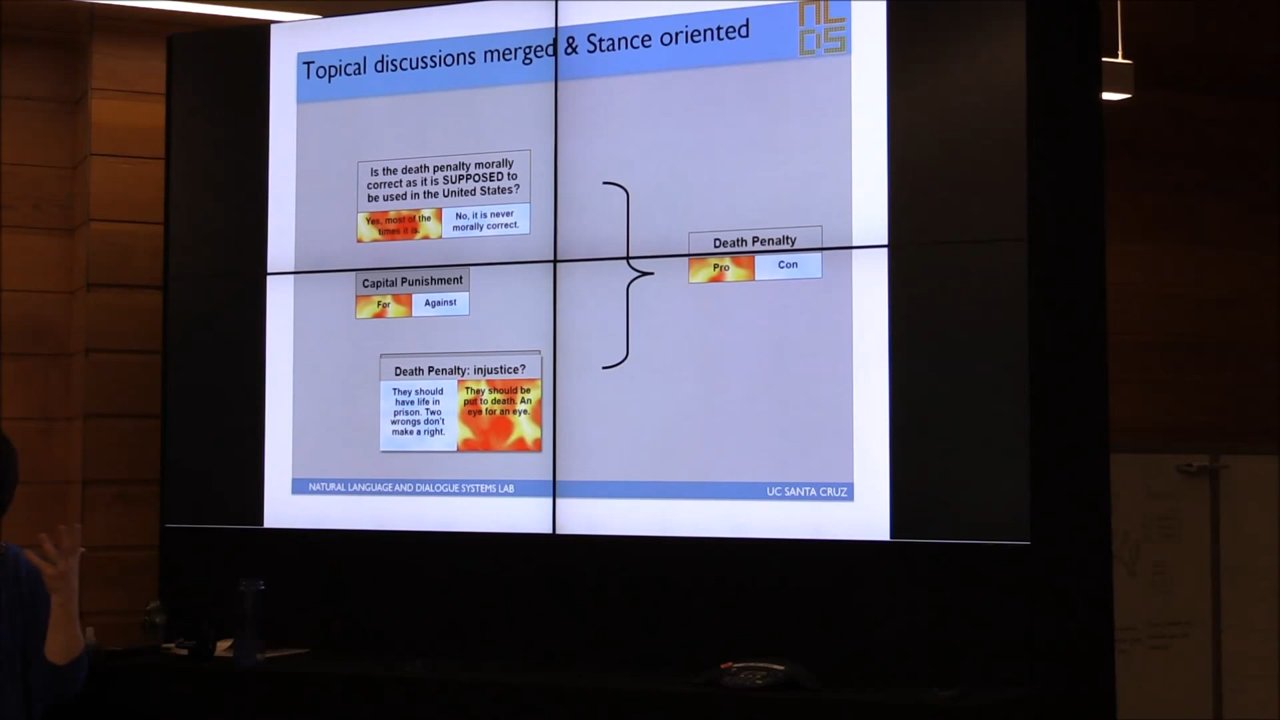 Topical discussions merged & Stance oriented
NL
DS
Is the death penalty morally
correct as it is SUPPOSED to
be used in the United States?
Yes, most of the
times it is.
No, it is never
morally correct.
Capital Punishment
For
Against
Death Penalty: injustice?
They should
have life in
prison. Two
wrongs don't
make a right.
They should be
put to death. An
eye for an eye.
Death Penalty
Pro
Con
NATURAL LANGUAGE AND DIALOGUE SYSTEMS LAB
UC SANTA CRUZ